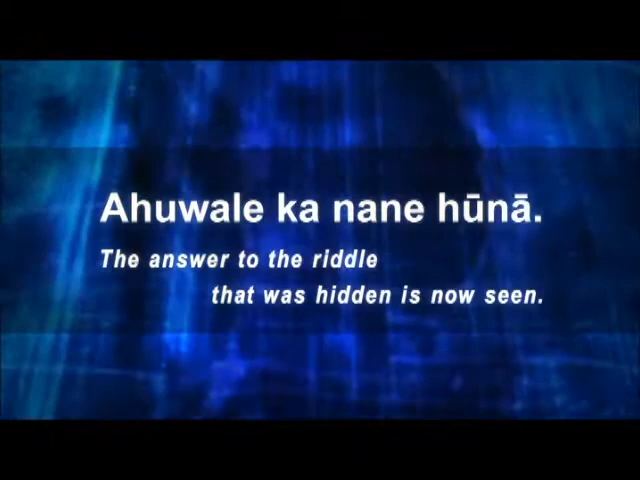 Ahuwale ka nane hūnā.
The answer to the riddle
that was hidden is now seen.